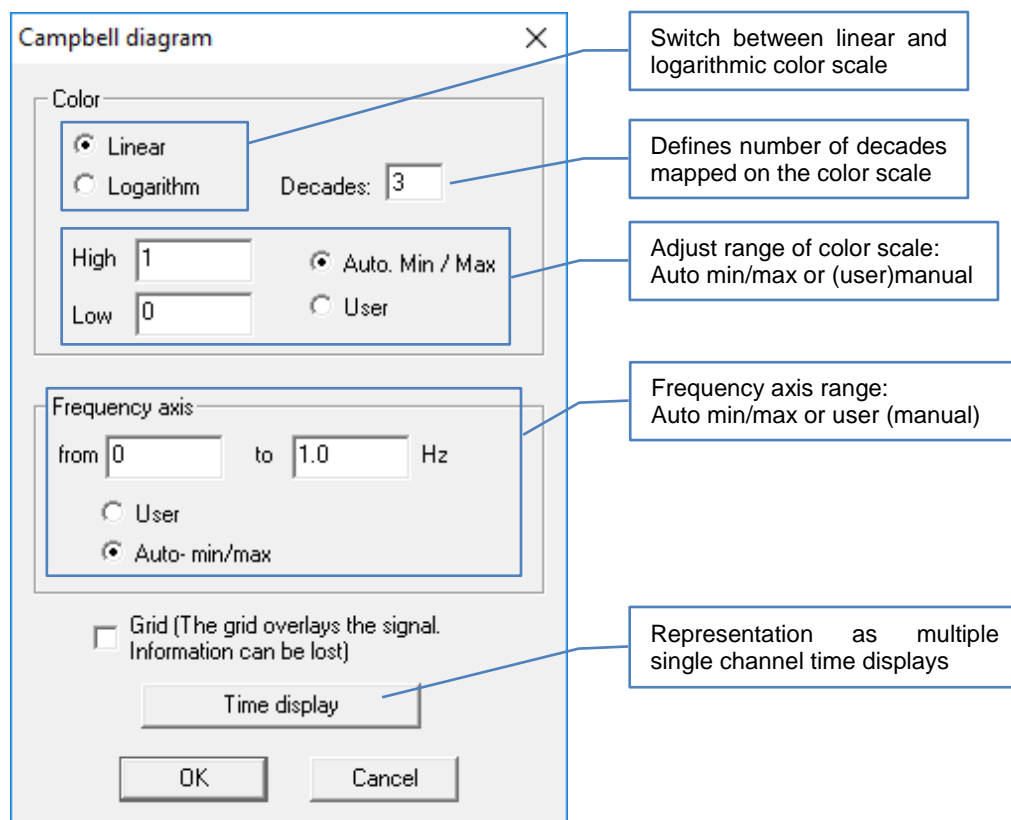 Campbell diagram
Switch between linear and
logarithmic color scale
Color
Linear
Logarithm
Decades: 3
Defines number of decades
mapped on the color scale
High 1
Auto. Min / Max
Low 0
User
Adjust range of color scale:
Auto min/max or (user)manual
Frequency axis
from 0 to 1.0 Hz
User
Auto- min/max
Frequency axis range:
Auto min/max or user (manual)
Grid (The grid overlays the signal.
Information can be lost)
Time display
Representation as multiple
single channel time displays
OK
Cancel